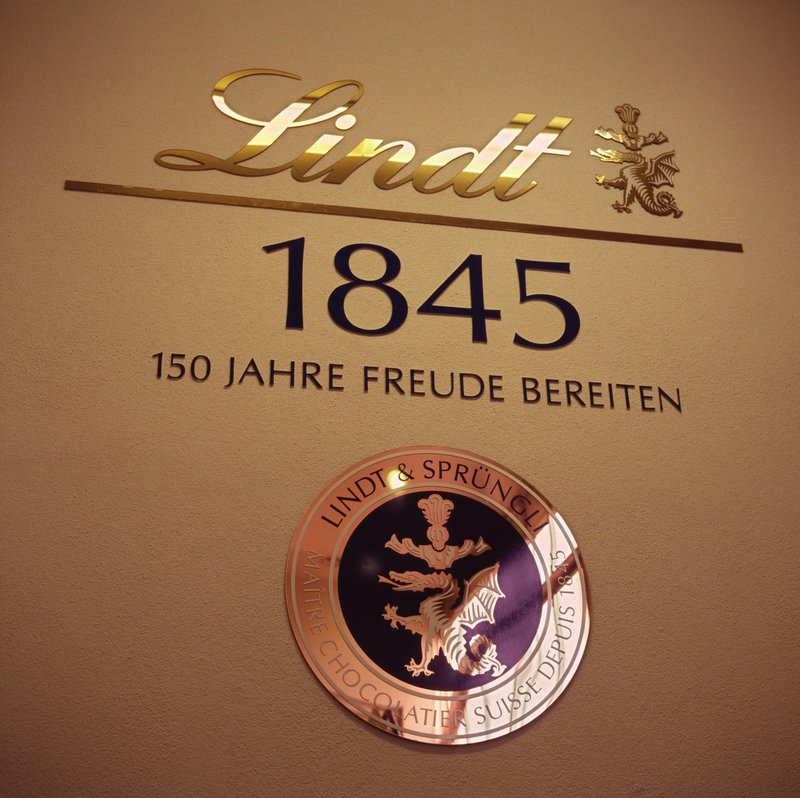 Lindt
1845
150 JAHRE FREUDE BEREITEN
LINDT & SPRÜNGLI
MAÎTRE CHOCOLATIER SUISSE DEPUIS 1845